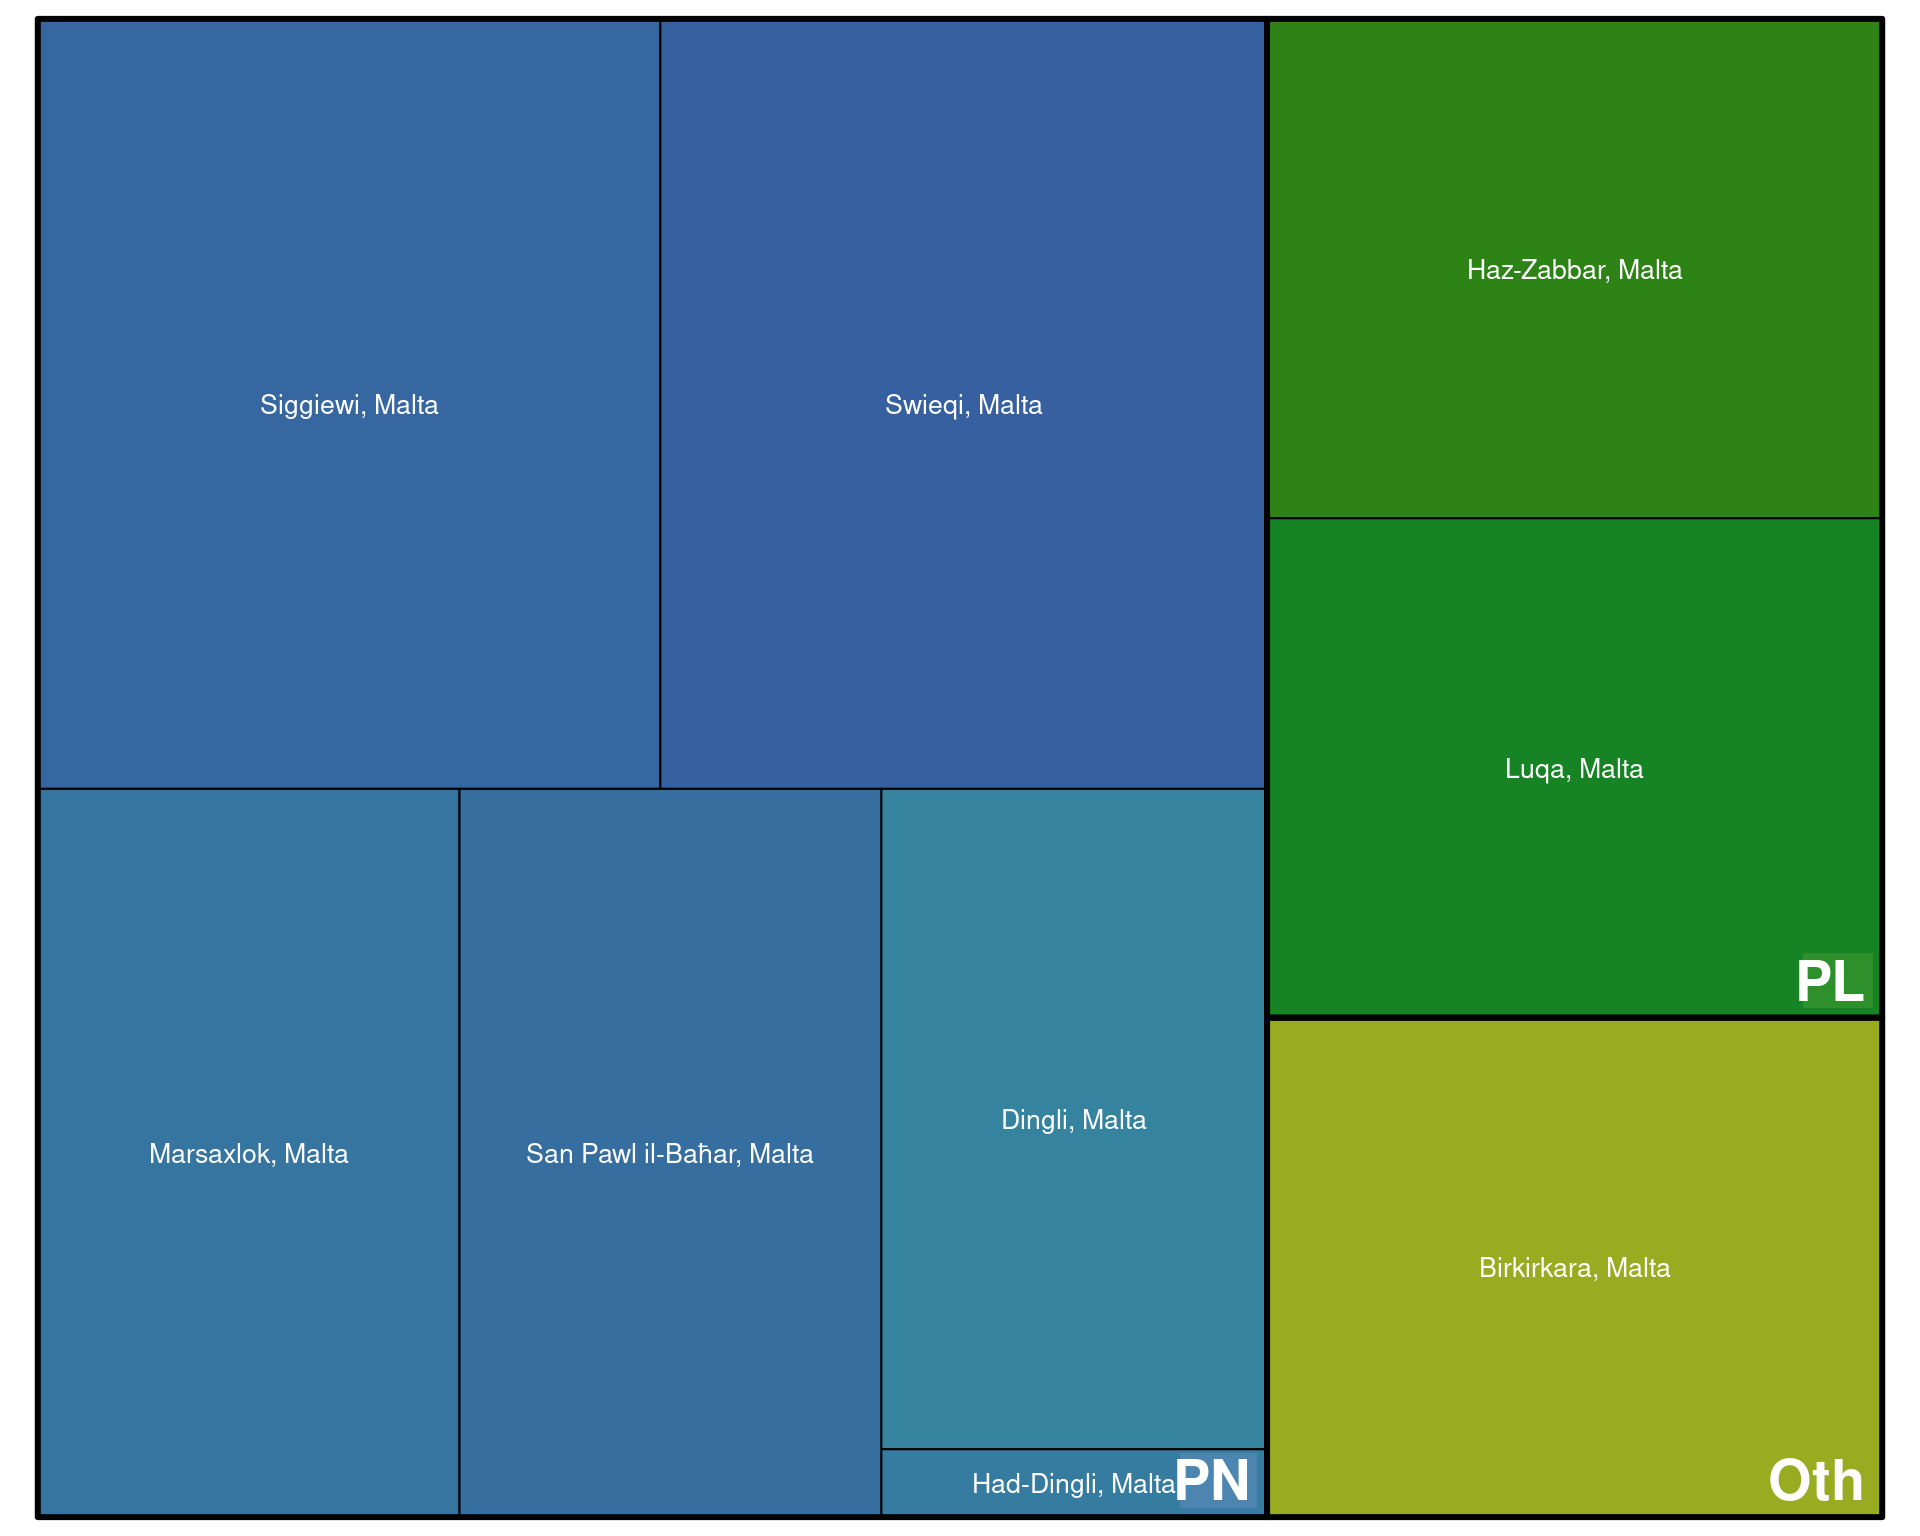 Siggiewi, Malta
Swieqi, Malta
Haz-Zabbar, Malta
Luqa, Malta
PL
Marsaxlok, Malta
San Pawl il-Baħar, Malta
Dingli, Malta
Had-Dingli, Malta
PN
Birkirkara, Malta
Oth